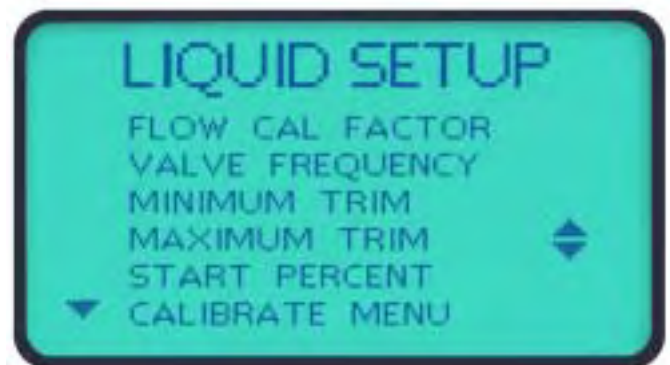 LIQUID SETUP
FLOW CAL FACTOR
VALVE FREQUENCY
MINIMUM TRIM
MAXIMUM TRIM
START PERCENT
CALIBRATE MENU